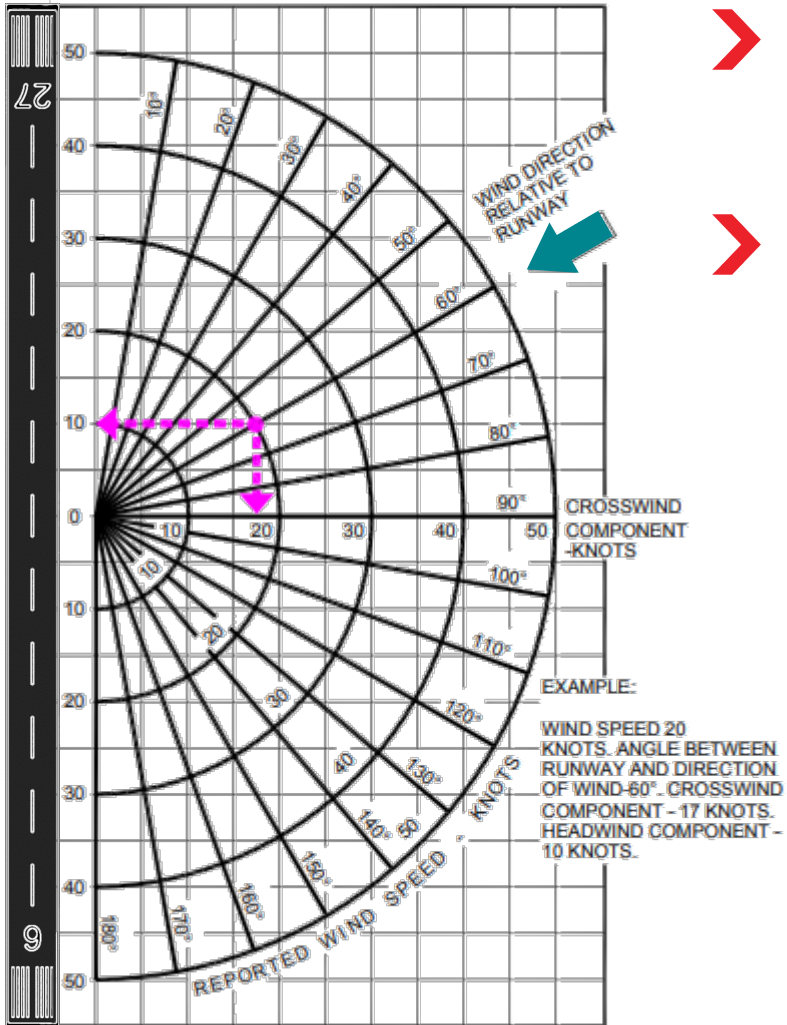 27
50
10°
20°
30°
40°
50°
60°
70°
80°
90°
40
30
20
10
0
WIND DIRECTION
RELATIVE TO
RUNWAY
10
20
30
40
50
CROSSWIND
COMPONENT
-KNOTS
10
20
30
40
50
100°
110°
120°
130°
140°
150°
160°
170°
180°
10
20
30
40
50
REPORTED WIND SPEED - KNOTS
9
EXAMPLE:
WIND SPEED 20
KNOTS. ANGLE BETWEEN
RUNWAY AND DIRECTION
OF WIND-60°. CROSSWIND
COMPONENT - 17 KNOTS.
HEADWIND COMPONENT -
10 KNOTS.